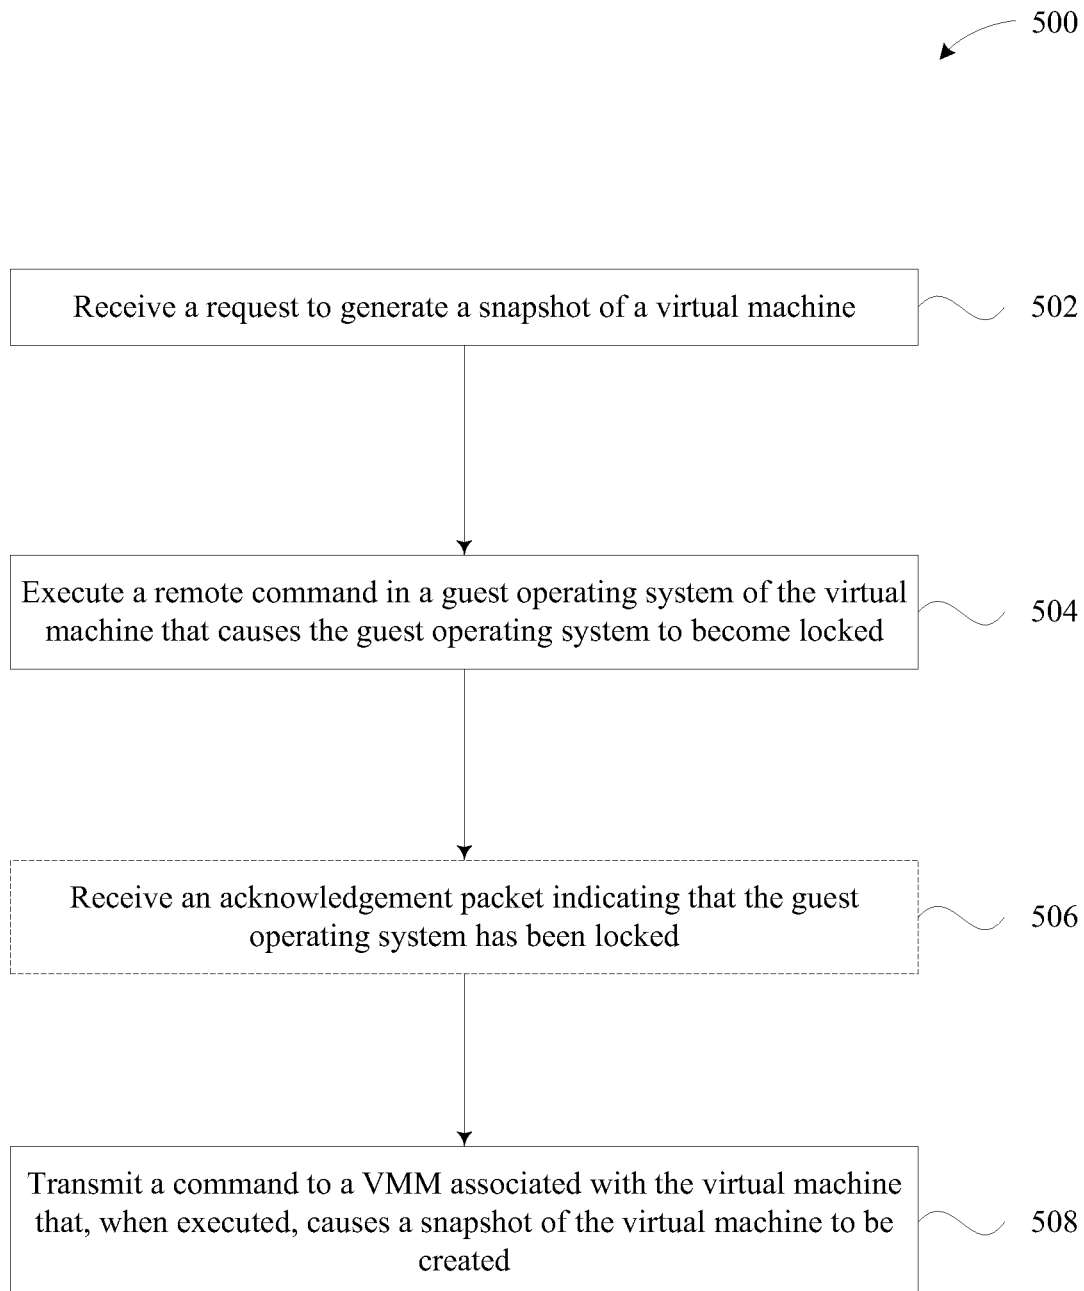 500
Receive a request to generate a snapshot of a virtual machine
502
Execute a remote command in a guest operating system of the virtual
machine that causes the guest operating system to become locked
504
Receive an acknowledgement packet indicating that the guest
operating system has been locked
506
Transmit a command to a VMM associated with the virtual machine
that, when executed, causes a snapshot of the virtual machine to be
created
508